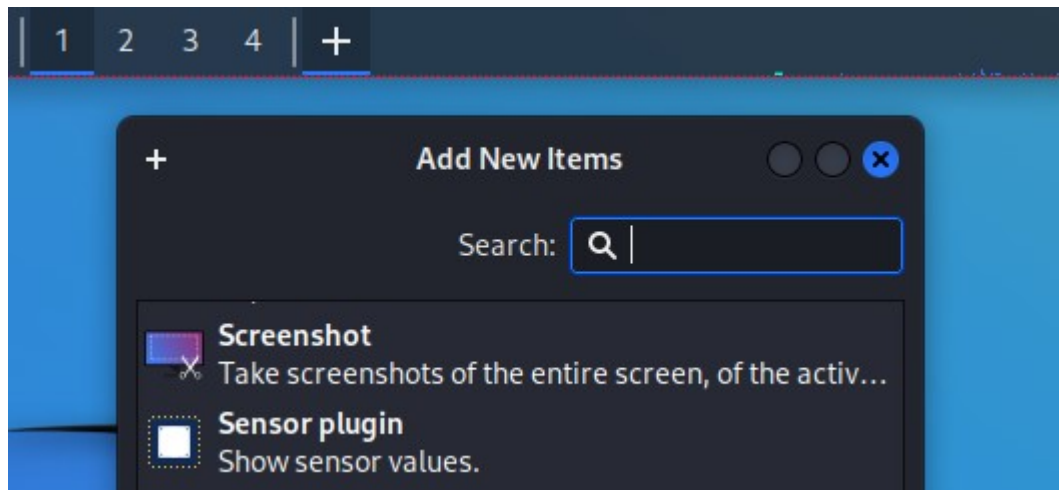 1 2 3 4 +
+ Add New Items
Search:
Screenshot
Take screenshots of the entire screen, of the activ...
Sensor plugin
Show sensor values.